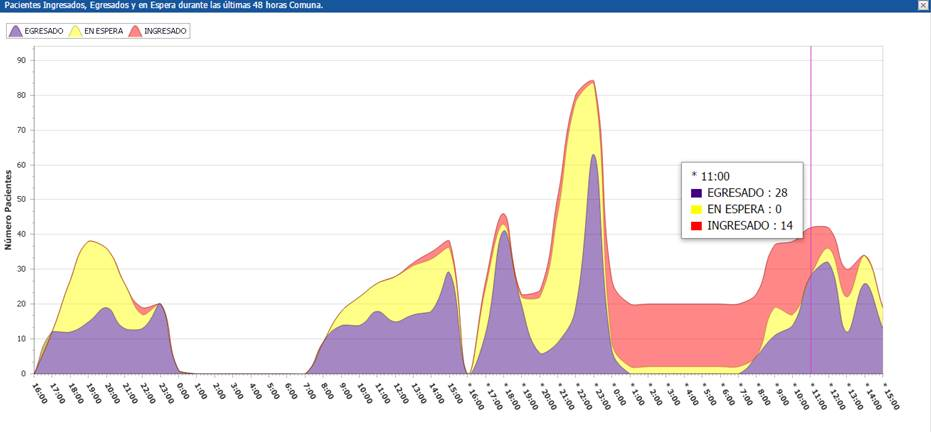 Pacientes Ingresados, Egresados y en Espera durante las últimas 48 horas Comuna.
EGRESADO EN ESPERA INGRESADO
Número Pacientes
90
80
70
60
50
40
30
20
10
0
* 11:00
EGRESADO : 28
EN ESPERA : 0
INGRESADO : 14
16:00 17:00 18:00 19:00 20:00 21:00 22:00 23:00 0:00 1:00 2:00 3:00 4:00 5:00 6:00 7:00 8:00 9:00 10:00 11:00 12:00 13:00 14:00 15:00 * 16:00 * 17:00 * 18:00 * 19:00 * 20:00 * 21:00 * 22:00 * 23:00 * 0:00 * 1:00 * 2:00 * 3:00 * 4:00 * 5:00 * 6:00 * 7:00 * 8:00 * 9:00 * 10:00 * 11:00 * 12:00 * 13:00 * 14:00 * 15:00